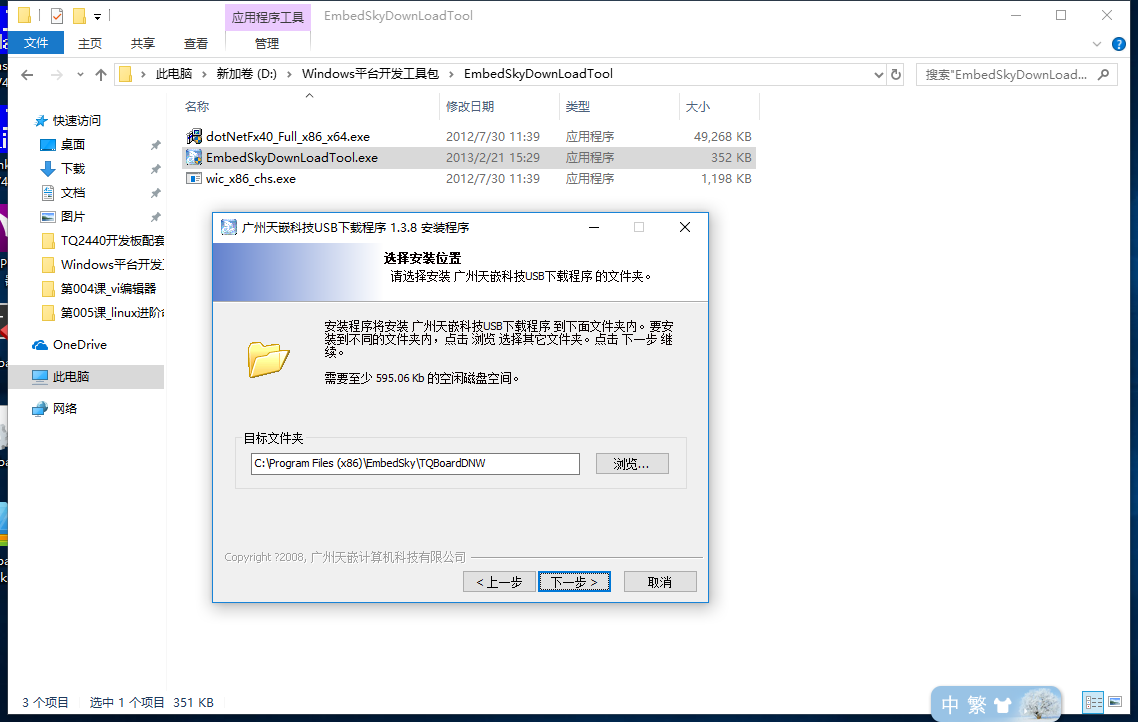 应用程序工具
EmbedSkyDownLoadTool
文件
主页
共享
查看
管理
此电脑
新加卷 (D:)
Windows平台开发工具包
EmbedSkyDownLoadTool
搜索"EmbedSkyDownLoad...
名称
修改日期
类型
大小
快速访问
dotNetFx40_Full_x86_x64.exe
2012/7/30 11:39
应用程序
49,268 KB
桌面
EmbedSkyDownLoadTool.exe
2013/2/21 15:29
应用程序
352 KB
下载
wic_x86_chs.exe
2012/7/30 11:39
应用程序
1,198 KB
文档
图片
TQ2440开发板配套
Windows平台开发
第004课_vi编辑器
第005课_linux进阶
OneDrive
此电脑
网络
广州天嵌科技USB下载程序 1.3.8 安装程序
选择安装位置
请选择安装 广州天嵌科技USB下载程序 的文件夹。
安装程序将安装 广州天嵌科技USB下载程序 到下面文件夹内。要安
装到不同的文件夹内，点击 浏览 选择其它文件夹。点击 下一步 继
续。
需要至少 595.06 Kb 的空闲磁盘空间。
目标文件夹
C:\Program Files (x86)\EmbedSky\TQBoardDNW
浏览...
Copyright ?2008, 广州天嵌计算机科技有限公司
< 上一步
下一步 >
取消
3 个项目
选中 1 个项目 351 KB
中 繁